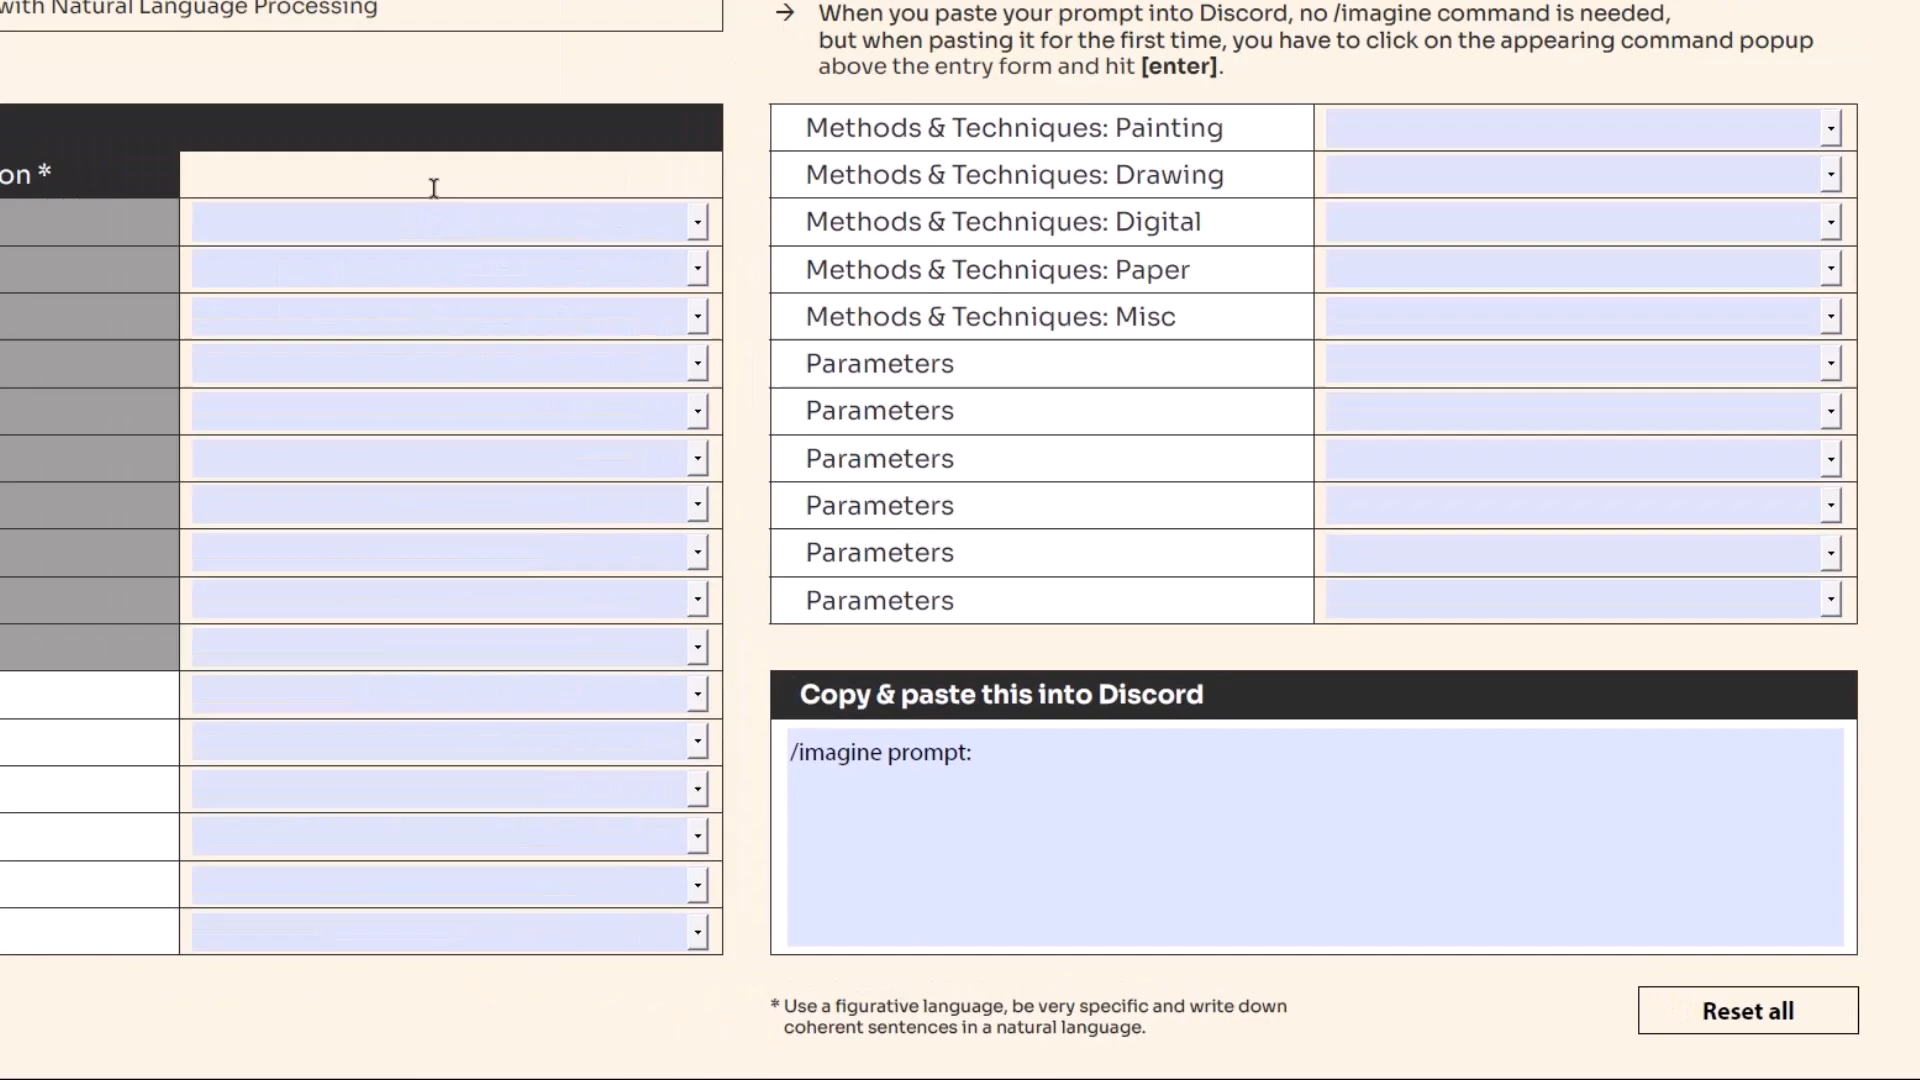 with Natural Language Processing
→ When you paste your prompt into Discord, no /imagine command is needed,
but when pasting it for the first time, you have to click on the appearing command popup
above the entry form and hit [enter].
on *
Methods & Techniques: Painting
Methods & Techniques: Drawing
Methods & Techniques: Digital
Methods & Techniques: Paper
Methods & Techniques: Misc
Parameters
Parameters
Parameters
Parameters
Parameters
Parameters
Copy & paste this into Discord
/imagine prompt:
* Use a figurative language, be very specific and write down
coherent sentences in a natural language.
Reset all